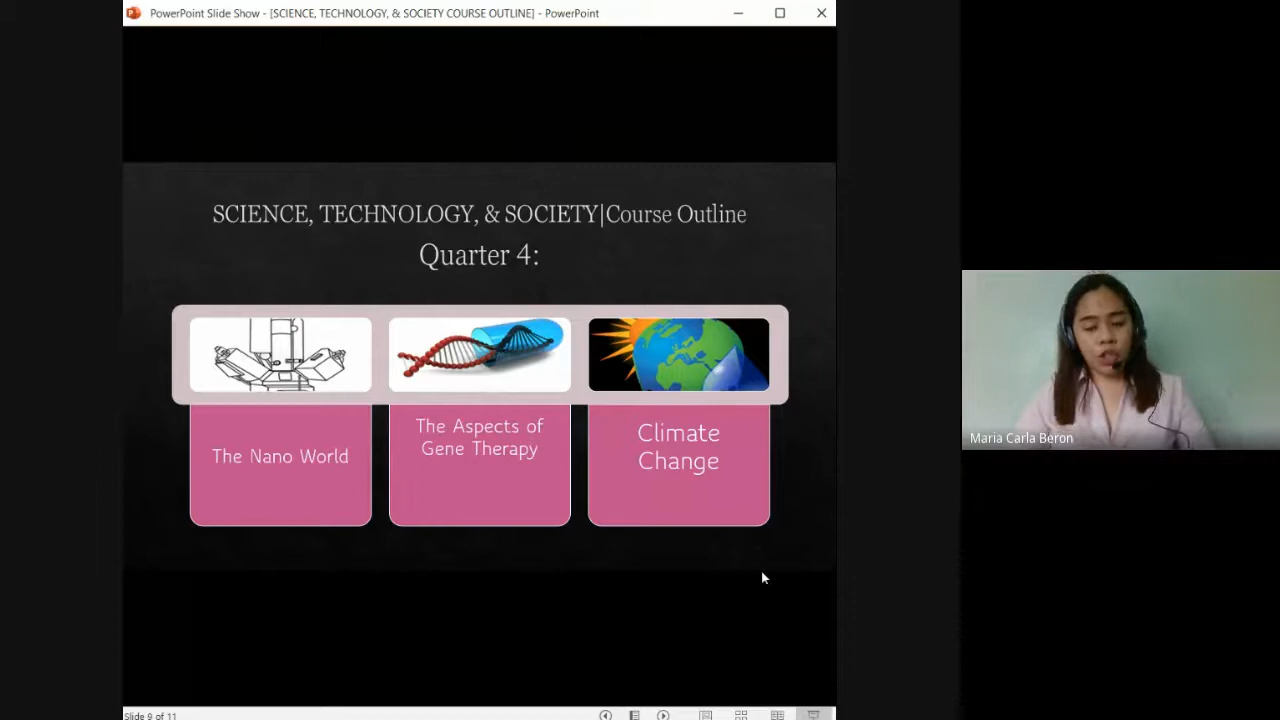 PowerPoint Slide Show - [SCIENCE, TECHNOLOGY, & SOCIETY COURSE OUTLINE] - PowerPoint
SCIENCE, TECHNOLOGY, & SOCIETY|Course Outline
Quarter 4:
The Nano World
The Aspects of
Gene Therapy
Climate
Change
Maria Carla Beron
Slide 9 of 11